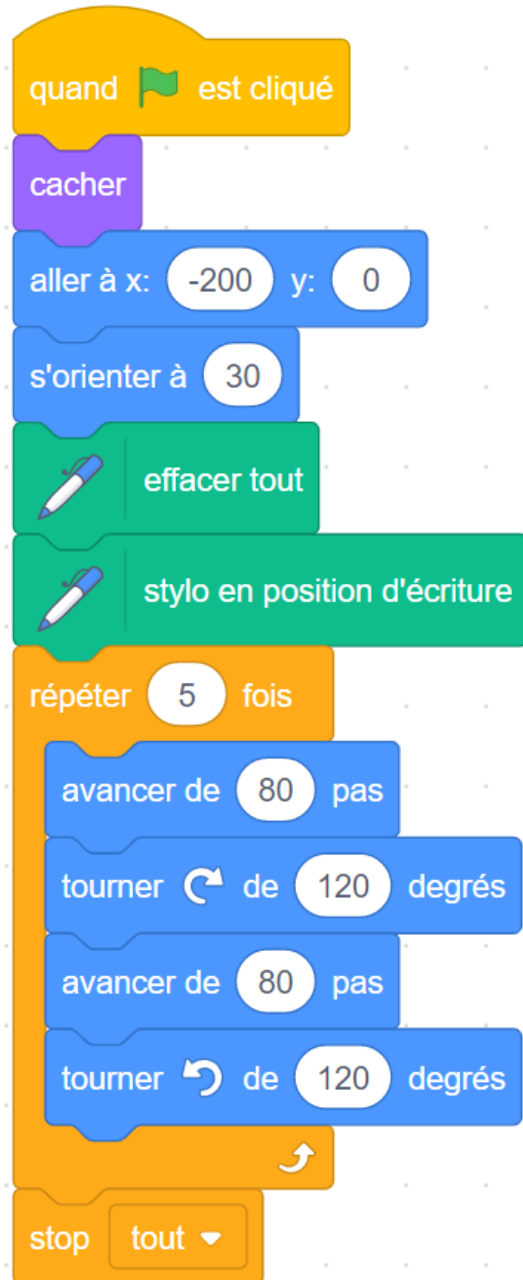 quand est cliqué
cacher
aller à x: -200 y: 0
s'orienter à 30
effacer tout
stylo en position d'écriture
répéter 5 fois
avancer de 80 pas
tourner de 120 degrés
avancer de 80 pas
tourner de 120 degrés
stop tout